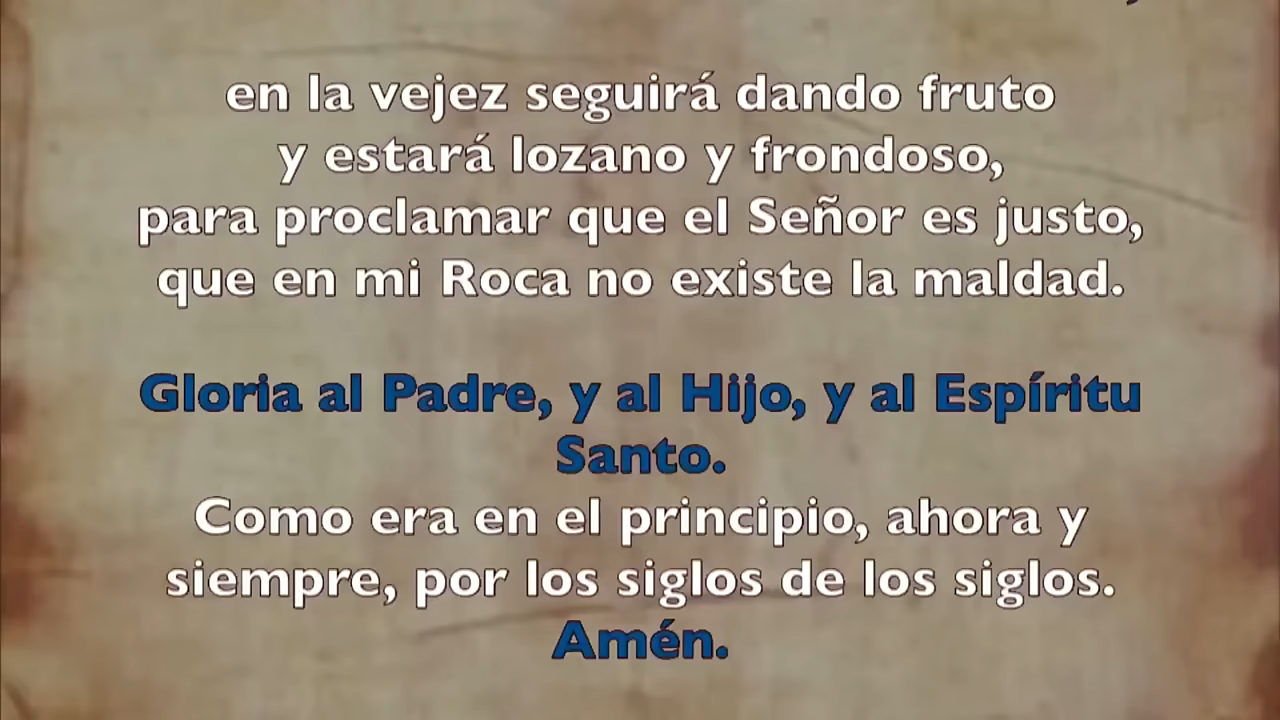 en la vejez seguirá dando fruto
y estará lozano y frondoso,
para proclamar que el Señor es justo,
que en mi Roca no existe la maldad.
Gloria al Padre, y al Hijo, y al Espíritu
Santo.
Como era en el principio, ahora y
siempre, por los siglos de los siglos.
Amén.